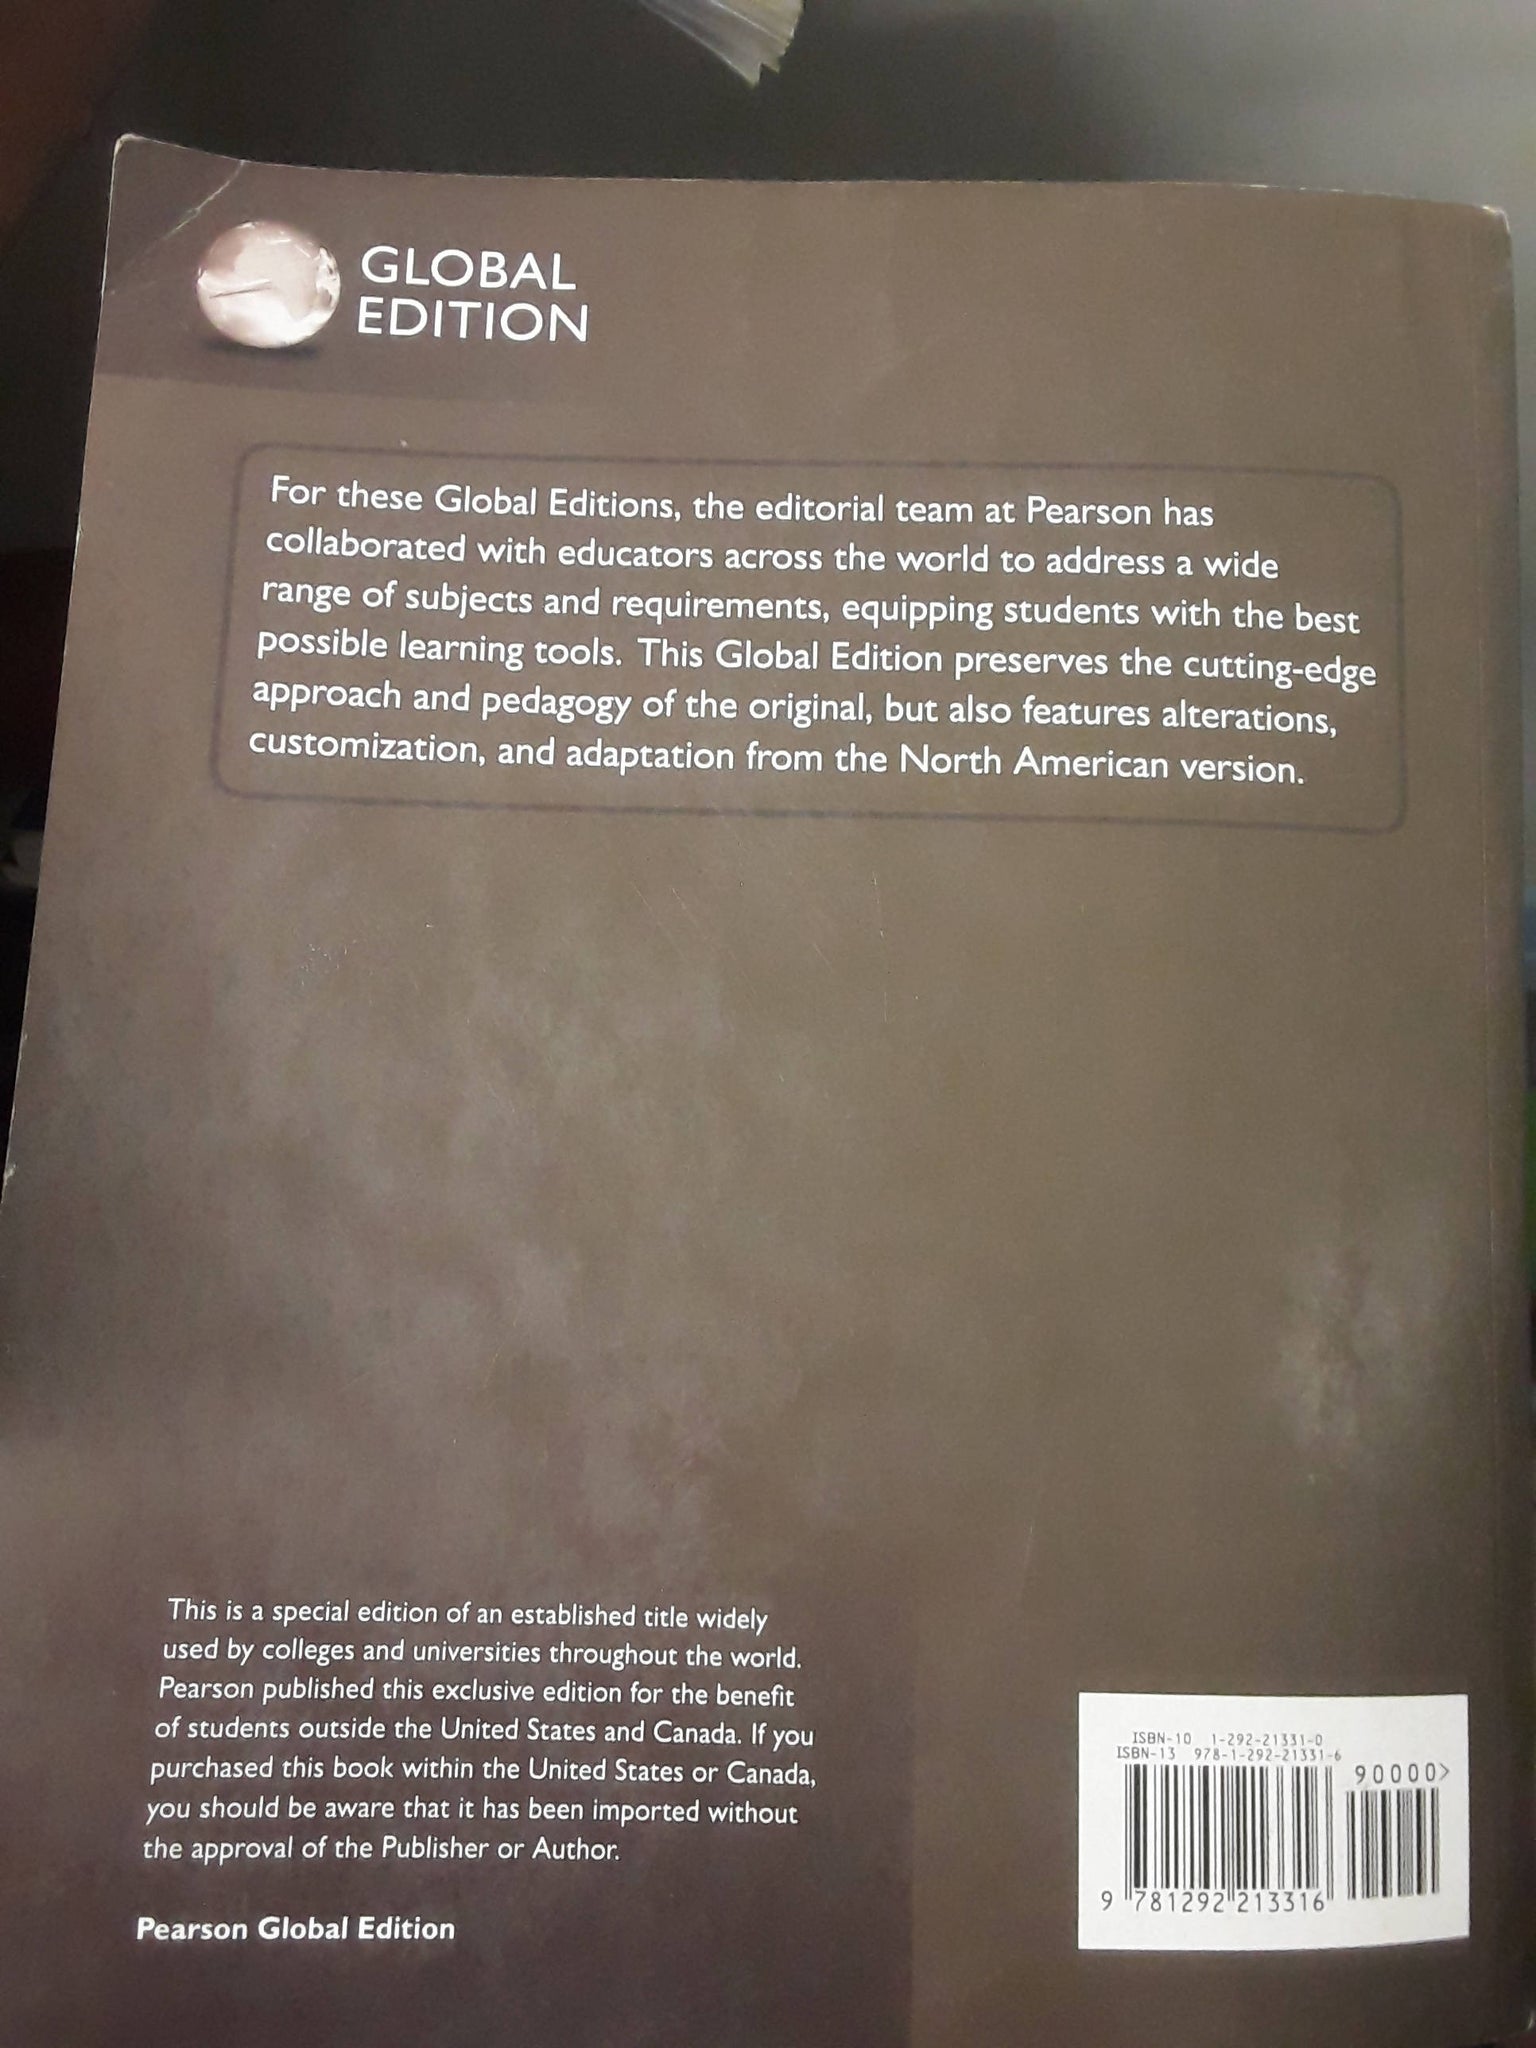 GLOBAL
EDITION
For these Global Editions, the editorial team at Pearson has
collaborated with educators across the world to address a wide
range of subjects and requirements, equipping students with the best
possible learning tools. This Global Edition preserves the cutting-edge
approach and pedagogy of the original, but also features alterations,
customization, and adaptation from the North American version.
This is a special edition of an established title widely
used by colleges and universities throughout the world.
Pearson published this exclusive edition for the benefit
of students outside the United States and Canada. If you
purchased this book within the United States or Canada,
you should be aware that it has been imported without
the approval of the Publisher or Author.
Pearson Global Edition
ISBN-10 1-292-21331-0
ISBN-13 978-1-292-21331-6
90000>
9 781292 213316